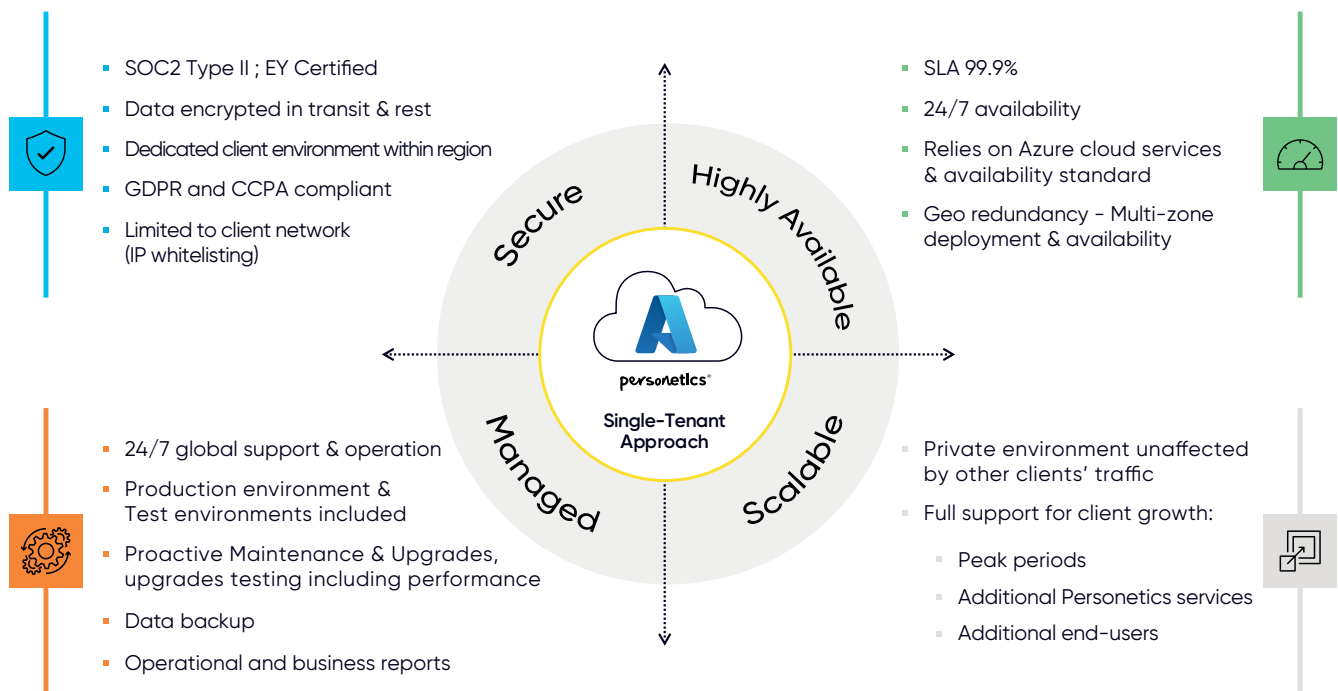 SOC2 Type II ; EY Certified
Data encrypted in transit & rest
Dedicated client environment within region
GDPR and CCPA compliant
Limited to client network
(IP whitelisting)
SLA 99.9%
24/7 availability
Relies on Azure cloud services
& availability standard
Geo redundancy - Multi-zone
deployment & availability
Secure
Highly Available
personetics®
Single-Tenant
Approach
Managed
Scalable
24/7 global support & operation
Production environment &
Test environments included
Proactive Maintenance & Upgrades,
upgrades testing including performance
Data backup
Operational and business reports
Private environment unaffected
by other clients’ traffic
Full support for client growth:
Peak periods
Additional Personetics services
Additional end-users